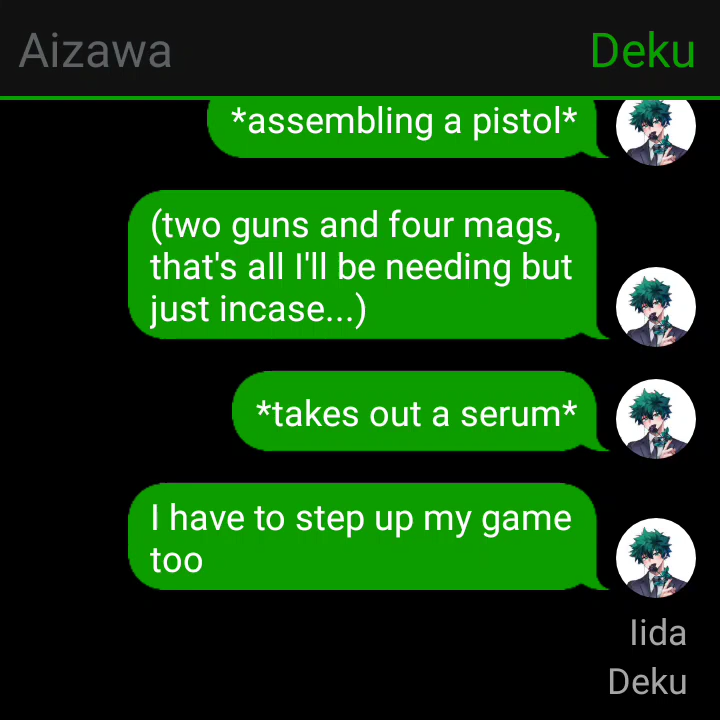 Aizawa
Deku
*assembling a pistol*
(two guns and four mags,
that's all I'll be needing but
just incase...)
*takes out a serum*
I have to step up my game
too
Iida
Deku